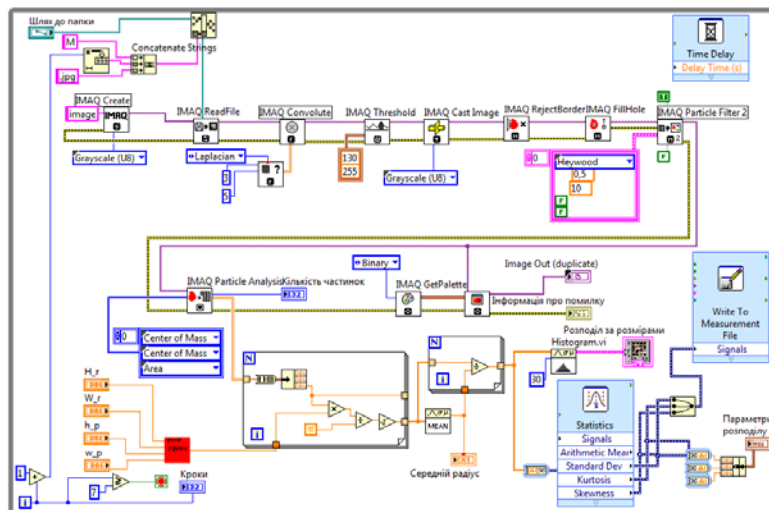 Шлях до папки
M
Concatenate Strings
.jpg
Time Delay
Delay Time (s)
IMAQ Create
image
IMAQ
IMAQ ReadFile
IMAQ Convolute
IMAQ Threshold
IMAQ Cast Image
IMAQ RejectBorder
IMAQ FillHole
IMAQ Particle Filter 2
Grayscale (U8)
Laplacian
3
5
130
255
Grayscale (U8)
0
Heywood
0,5
10
F
F
F
Binary
Image Out (duplicate)
IMAQ Particle Analysis
Кількість частинок
I32
IMAQ GetPalette
Інформація про помилку
Write To
Measurement
File
Signals
0
Center of Mass
Center of Mass
Area
N
i
N
i
Розподіл за розмірами
Histogram.vi
30
H_r
W_r
h_p
w_p
MEAN
Середній радіус
Statistics
Signals
Arithmetic Mear
Standard Dev
Kurtosis
Skewness
Параметри
розподілу
1
i
7
Кроки
I32